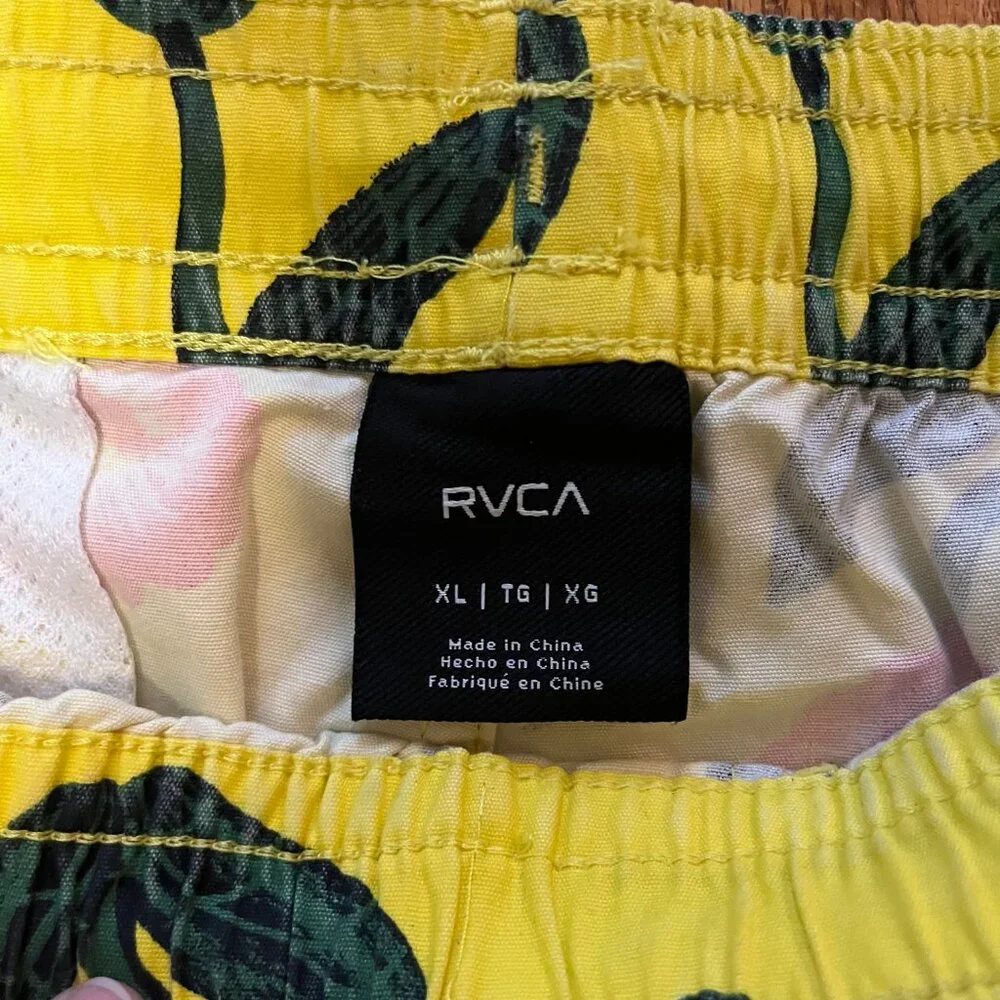 RVCA
XL | TG | XG
Made in China
Hecho en China
Fabriqué en Chine